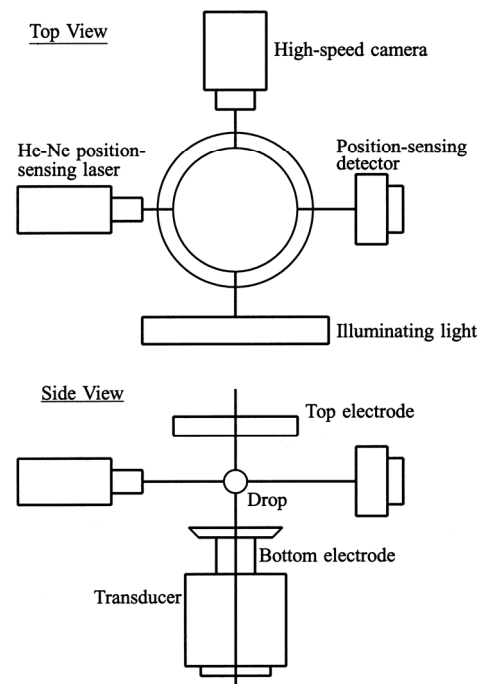 Top View
High-speed camera
He-Ne position-
sensing laser
Position-sensing
detector
Illuminating light
Side View
Top electrode
Drop
Bottom electrode
Transducer